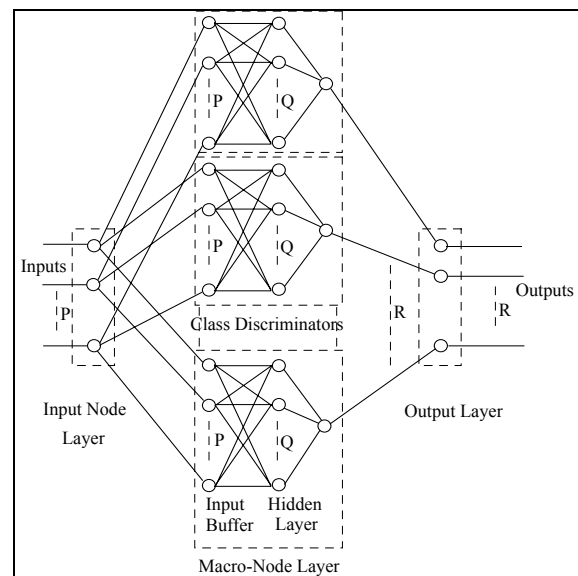 P
Q
P
Q
Inputs
P
Class Discriminators
R
R
Outputs
Input Node
Layer
Output Layer
P
Q
Input
Buffer
Hidden
Layer
Macro-Node Layer